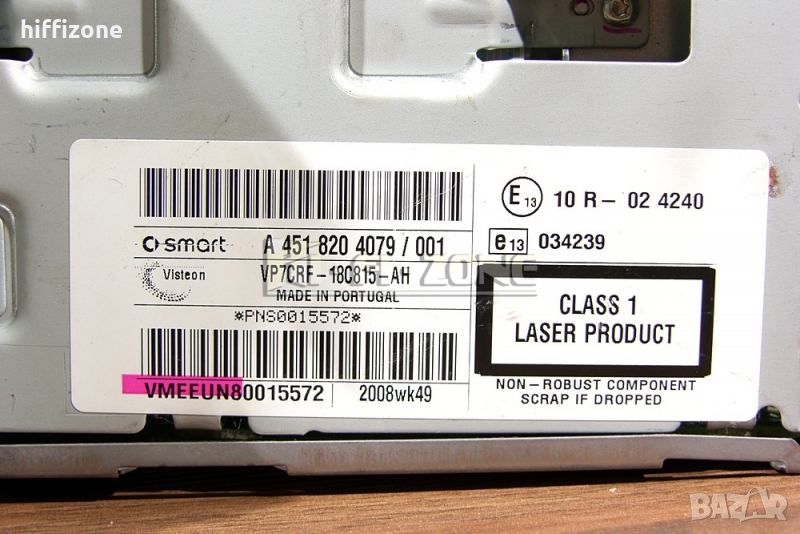 hiffizone
smart A 451 820 4079 / 001
Visteon VP7CRF-18C815-AH
MADE IN PORTUGAL
*PNS0015572*
VMEEUN80015572 2008wk49
E13 10 R - 02 4240
e13 034239
CLASS 1
LASER PRODUCT
NON-ROBUST COMPONENT
SCRAP IF DROPPED
ZONE
BAZAR